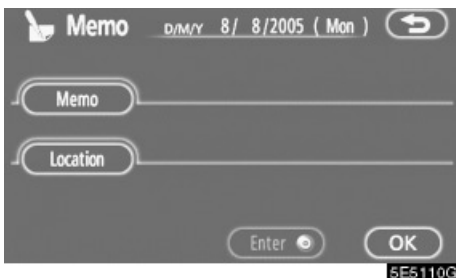 Memo D/M/Y 8/ 8/2005 ( Mon )
Memo
Location
Enter OK
5E5110G